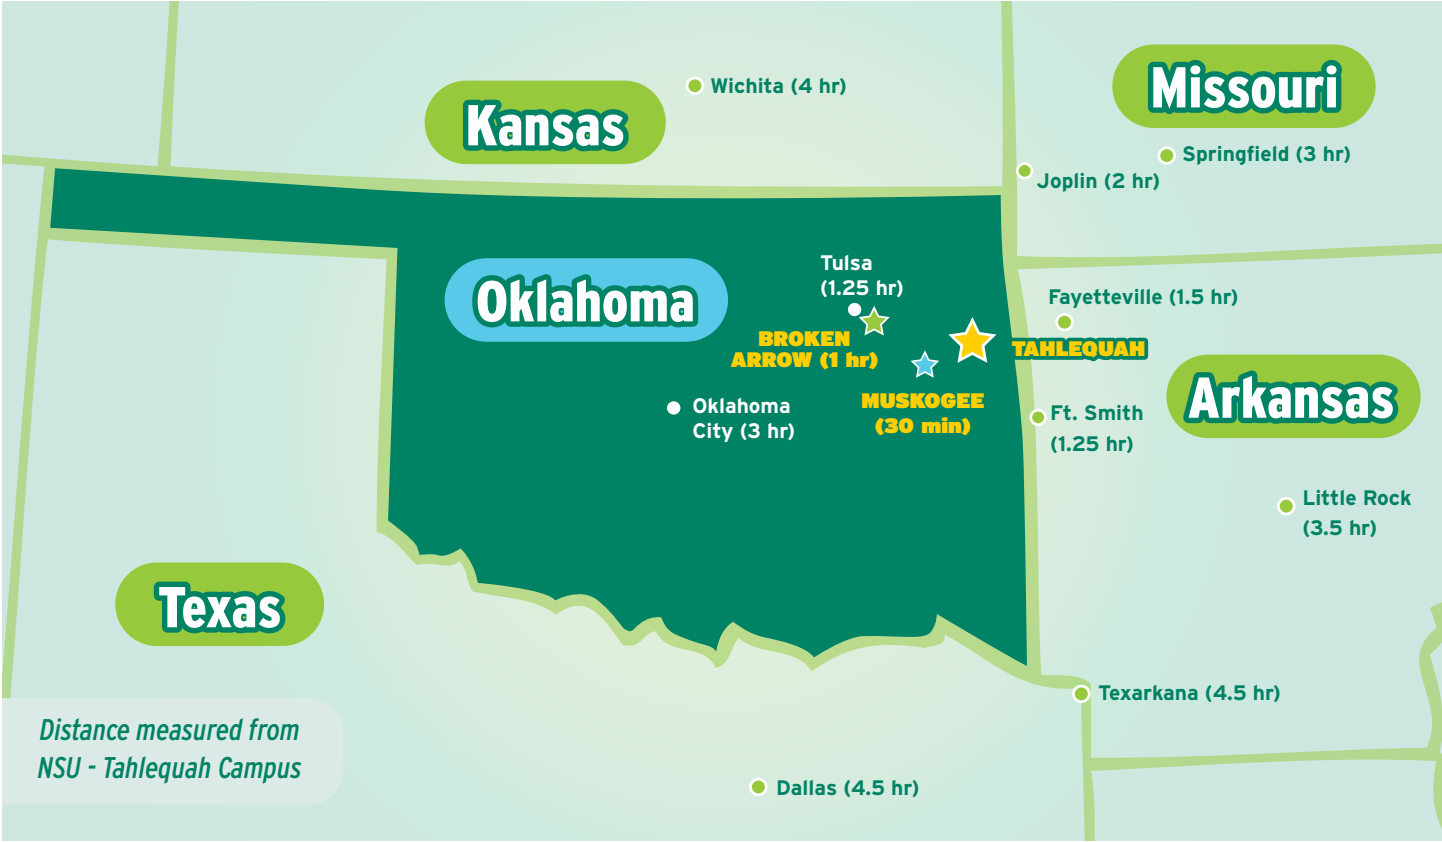 Wichita (4 hr)
Kansas
Missouri
Springfield (3 hr)
Joplin (2 hr)
Oklahoma
Tulsa
(1.25 hr)
BROKEN
ARROW (1 hr)
MUSKOGEE
(30 min)
Oklahoma
City (3 hr)
Fayetteville (1.5 hr)
TAHLEQUAH
Arkansas
Ft. Smith
(1.25 hr)
Little Rock
(3.5 hr)
Texas
Texarkana (4.5 hr)
Distance measured from
NSU - Tahlequah Campus
Dallas (4.5 hr)